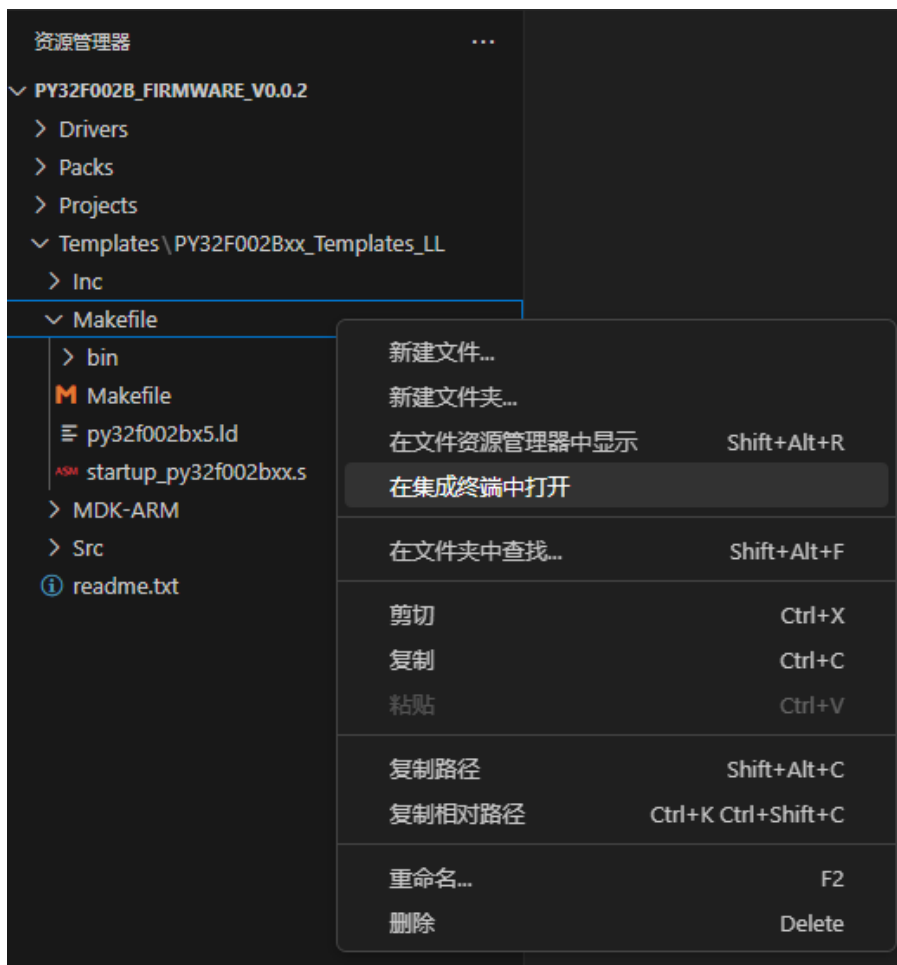 资源管理器 ...
PY32F002B_FIRMWARE_V0.0.2
Drivers
Packs
Projects
Templates\PY32F002Bxx_Templates_LL
Inc
Makefile
bin
M Makefile
py32f002bx5.ld
ASM startup_py32f002bxx.s
MDK-ARM
Src
readme.txt
新建文件...
新建文件夹...
在文件资源管理器中显示 Shift+Alt+R
在集成终端中打开
在文件夹中查找... Shift+Alt+F
剪切 Ctrl+X
复制 Ctrl+C
粘贴 Ctrl+V
复制路径 Shift+Alt+C
复制相对路径 Ctrl+K Ctrl+Shift+C
重命名... F2
删除 Delete